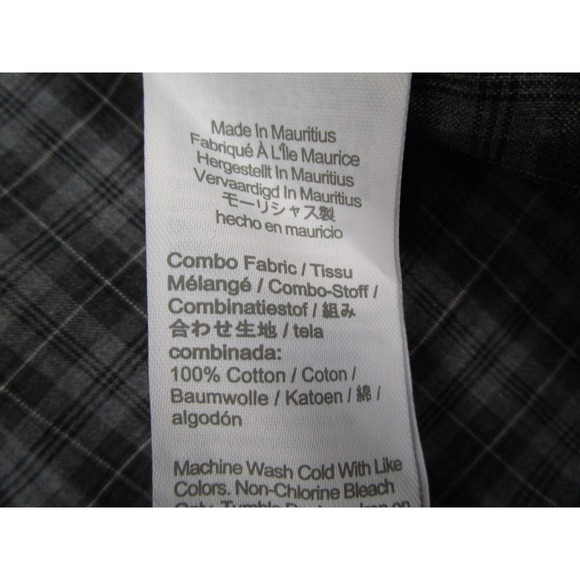 Made In Mauritius
Fabriqué À L'Île Maurice
Hergestellt In Mauritius
Vervaardigd In Mauritius
モーリシャス製
hecho en mauricio
Combo Fabric / Tissu
Mélangé / Combo-Stoff /
Combinatiestof / 組み
合わせ生地 / tela
combinada:
100% Cotton / Coton /
Baumwolle / Katoen / 綿 /
algodón
Machine Wash Cold With Like
Colors. Non-Chlorine Bleach
Only. Tumble